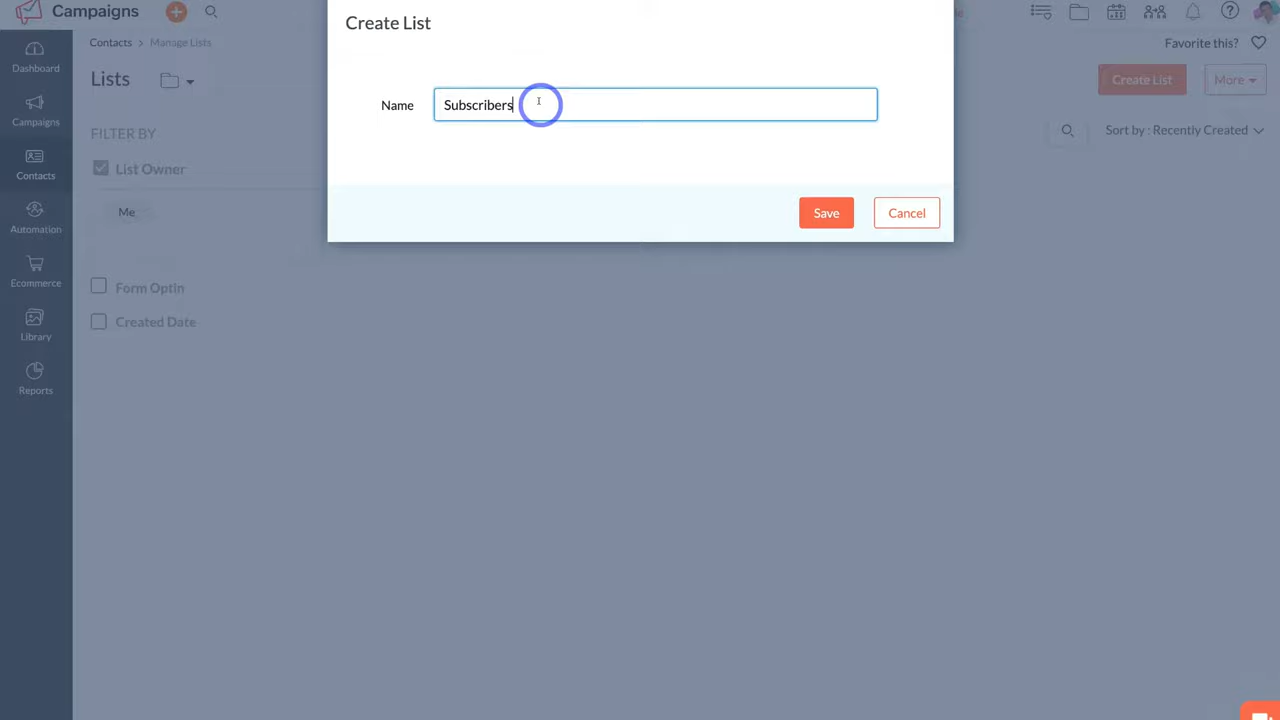 Campaigns
Create List
Contacts > Manage Lists
Favorite this?
Dashboard
Lists
Create List
More
Name
Subscribers
Campaigns
FILTER BY
Sort by : Recently Created
List Owner
Contacts
Me
Save
Cancel
Automation
Ecommerce
Form Optin
Created Date
Library
Reports